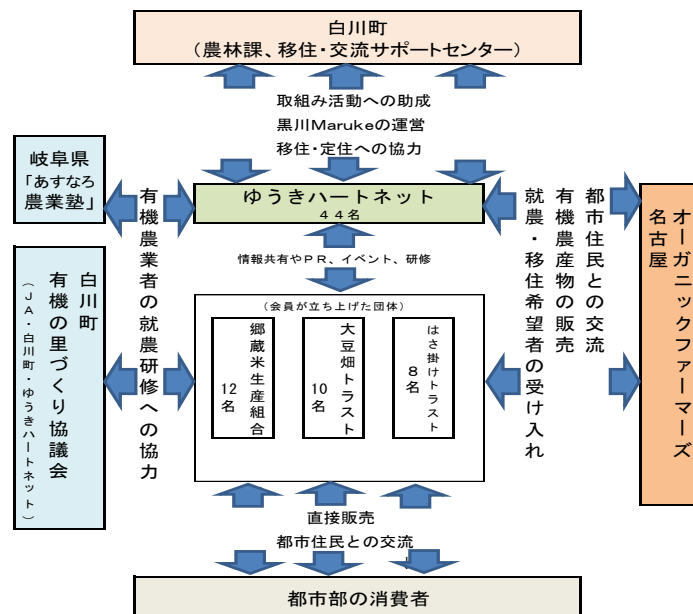 白川町
（農林課、移住・交流サポートセンター）
取組み活動への助成
黒川Marukeの運営
移住・定住への協力
岐阜県
「あすなろ
農業塾」
ゆうきハートネット
４４名
有機農業者の就農研修への協力
都市住民との交流
有機農産物の販売
就農・移住希望者の受け入れ
オーガニックファーマーズ
名古屋
情報共有やＰＲ、イベント、研修
白川町
有機の里づくり協議会
（ＪＡ・白川町・ゆうきハートネット）
（会員が立ち上げた団体）
郷蔵米生産組合
12名
大豆畑トラスト
10名
はさ掛けトラスト
８名
直接販売
都市住民との交流
都市部の消費者